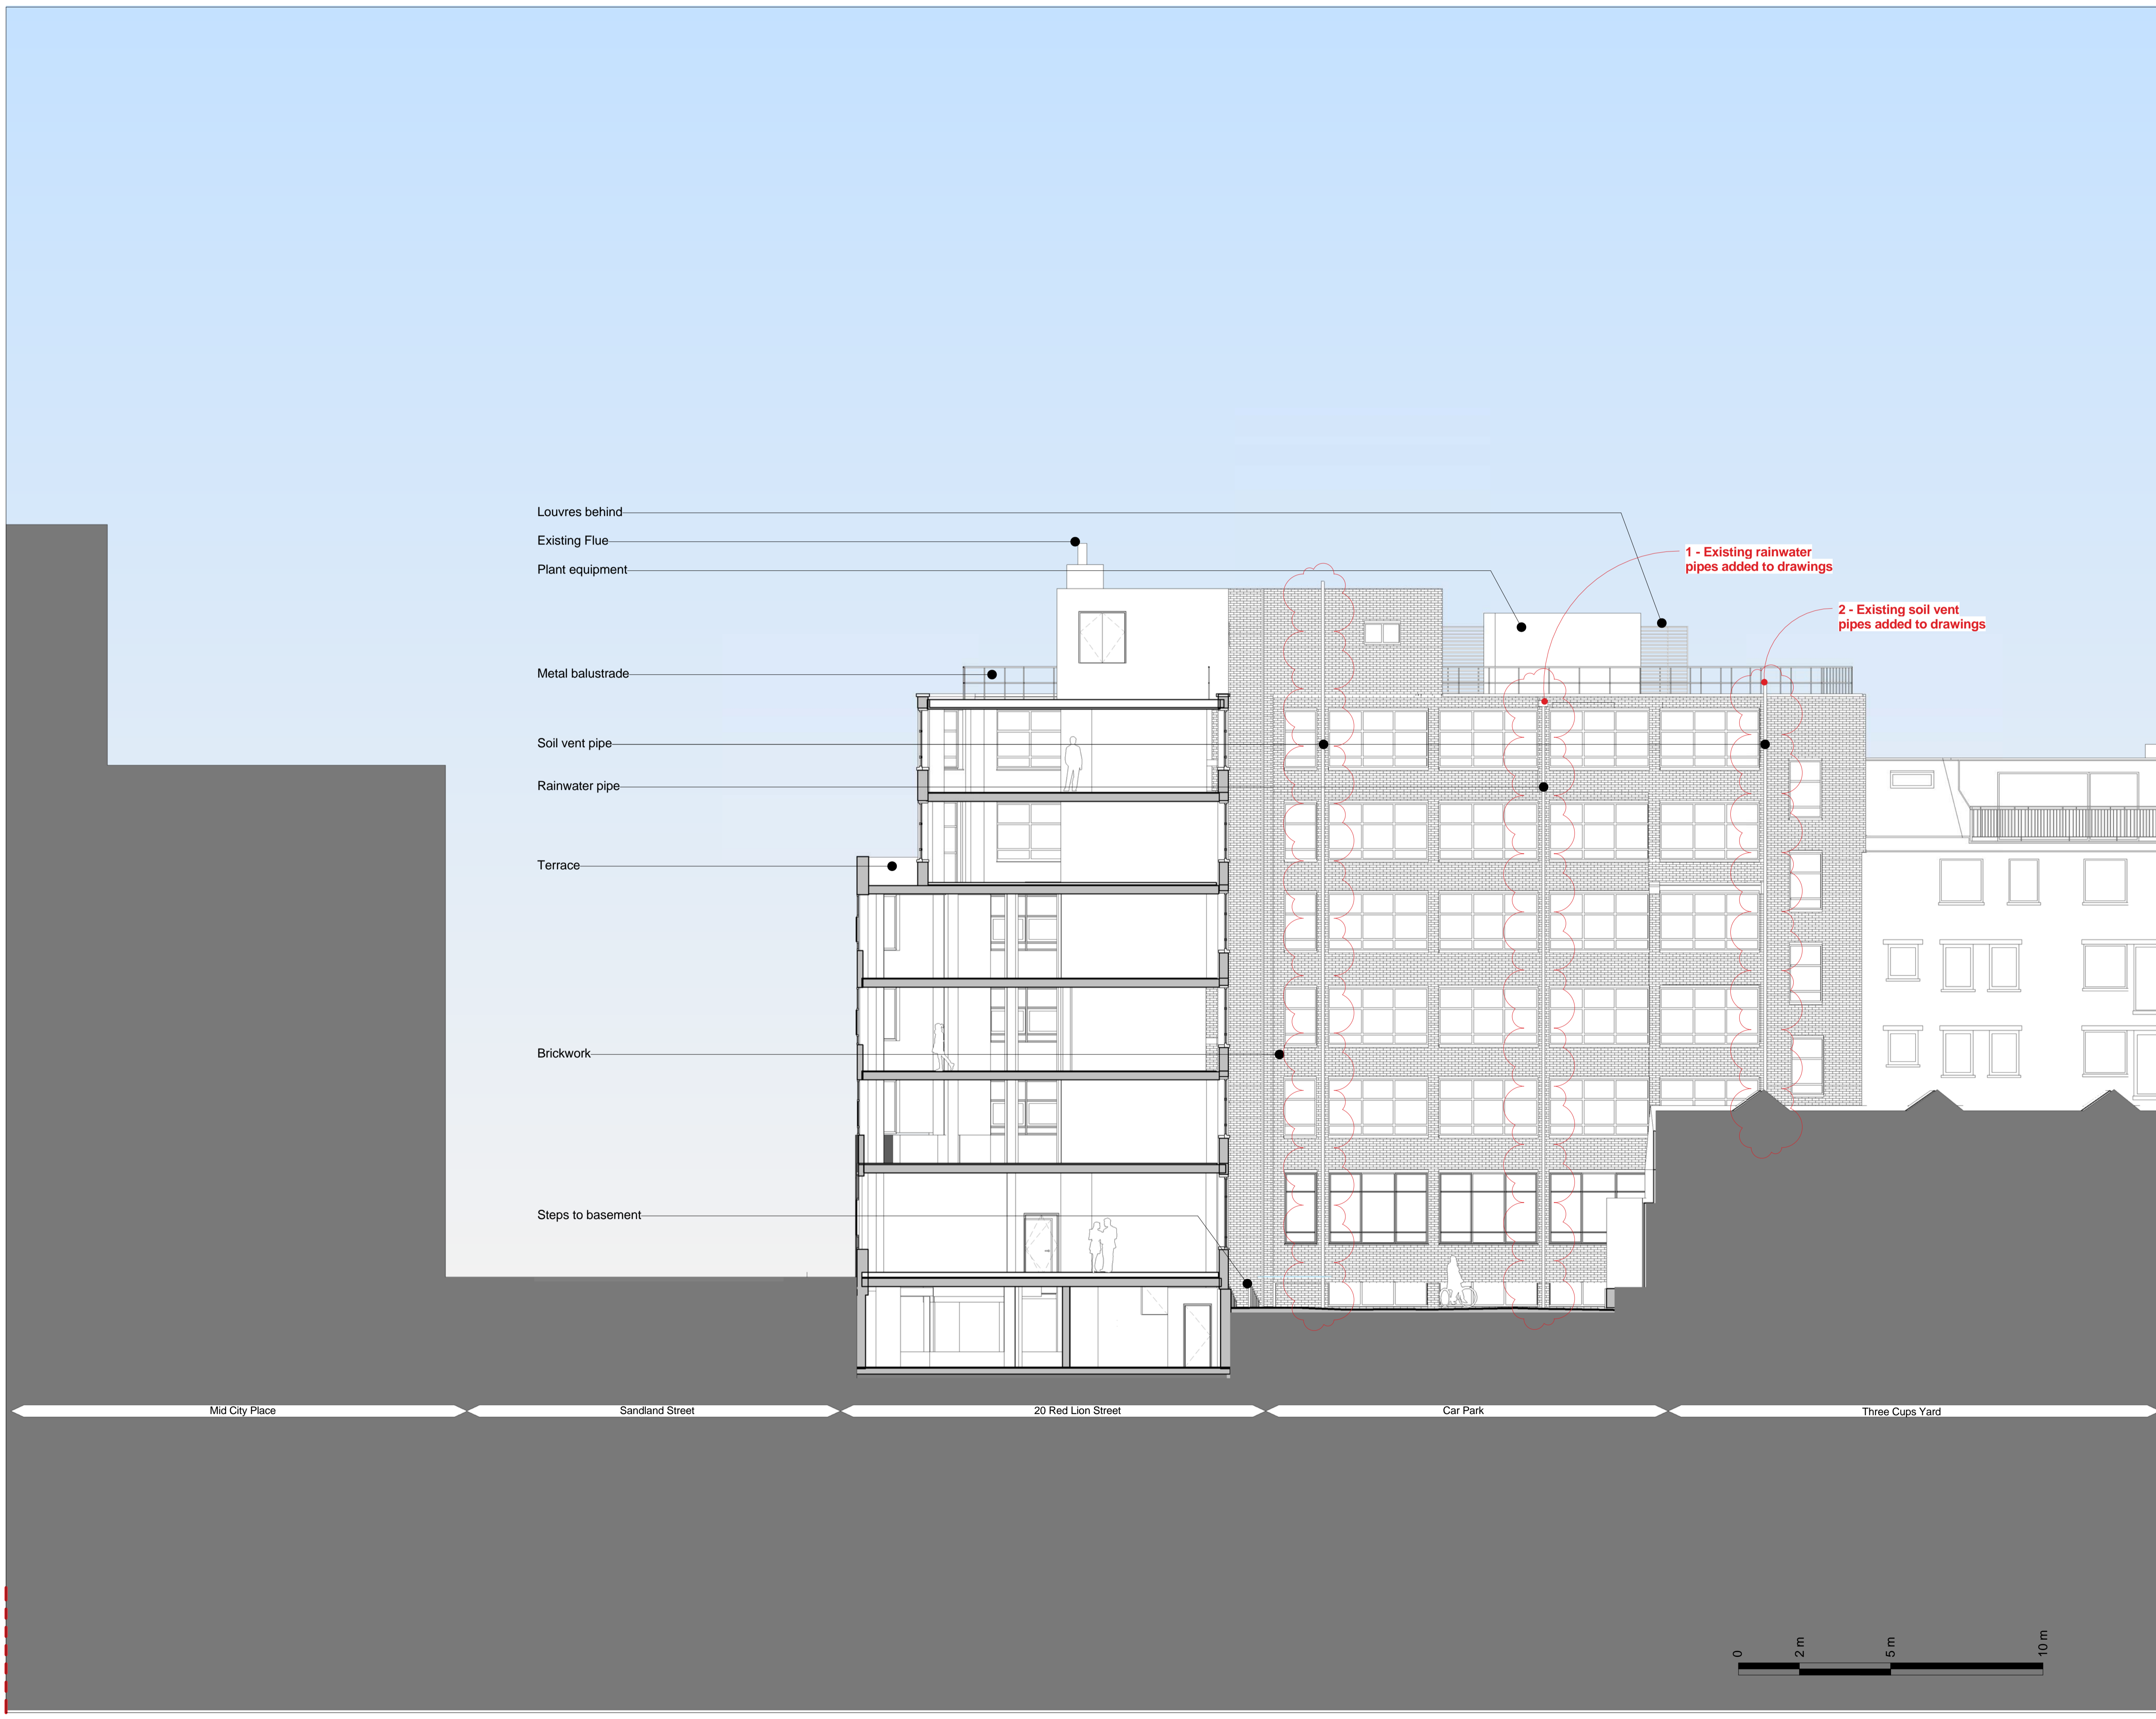 Louvres behind
Existing Flue
Plant equipment
1 - Existing rainwater
pipes added to drawings
2 - Existing soil vent
pipes added to drawings
Metal balustrade
Soil vent pipe
Rainwater pipe
Terrace
Brickwork
Steps to basement
Mid City Place
Sandland Street
20 Red Lion Street
Car Park
Three Cups Yard
0
2 m
5 m
10 m